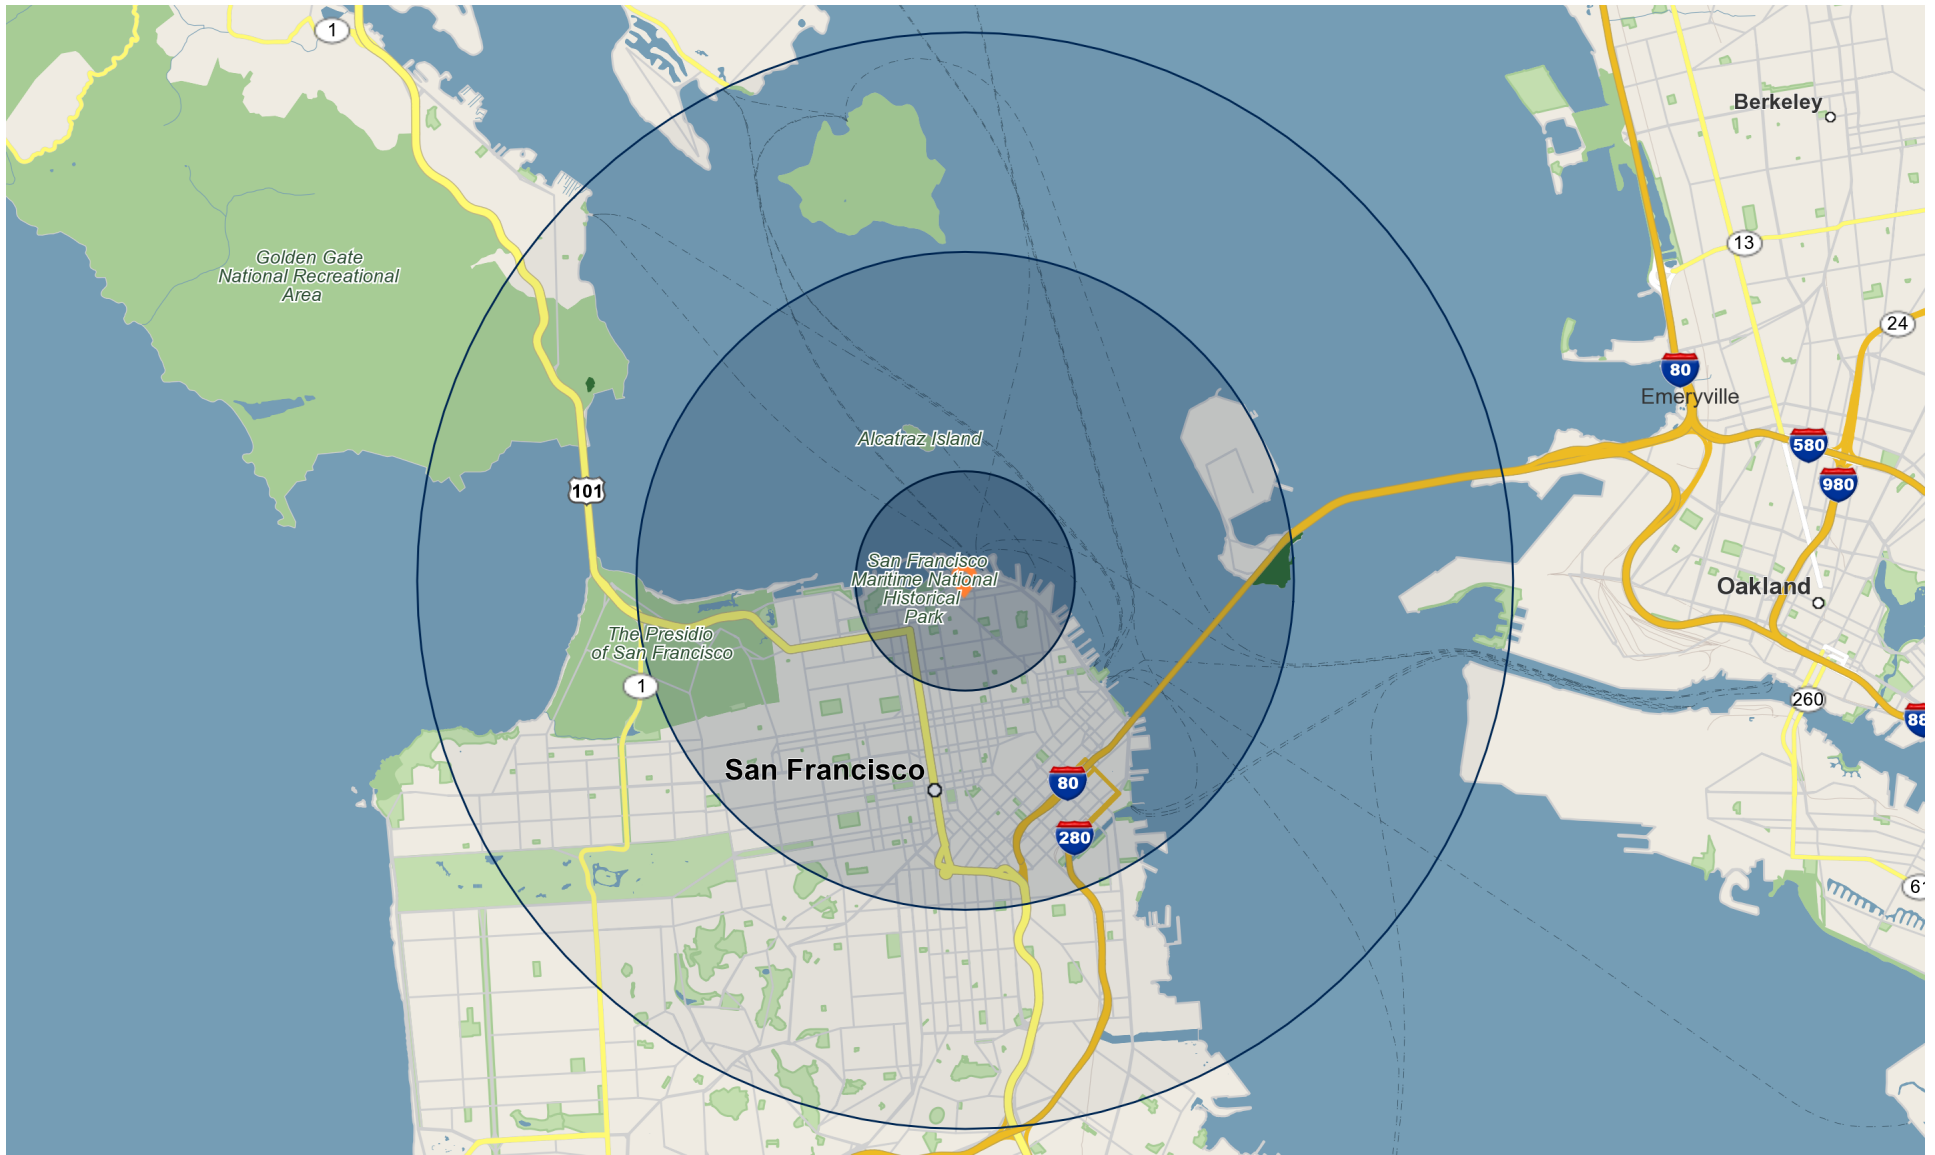 1
Berkeley
Golden Gate
National Recreational
Area
13
24
80
Emeryville
Alcatraz Island
580
101
980
San Francisco
Maritime National
Historical
Park
Oakland
The Presidio
of San Francisco
1
260
88
San Francisco
80
280
61